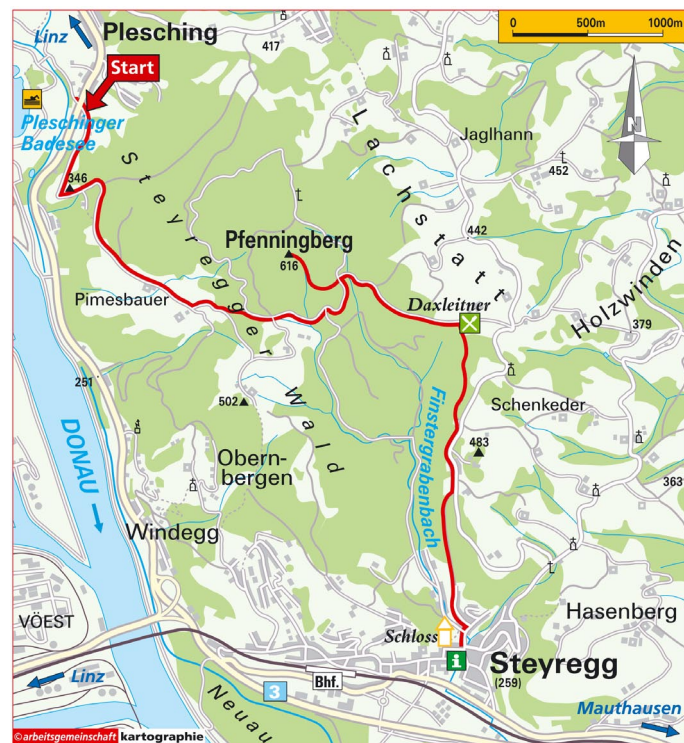 Linz
Plesching
417
0 500m 1000m
Start
N
Pleschinger
Badesee
Steyregger Wald
Lachstatt
Jaglhann
452
346
442
Pfenningberg
616
Holzwinden
Pimesbauer
Daxleitner
379
251
502
Schenkeder
Finstergrabenbach
483
DONAU
Obern-
bergen
363
Windegg
VÖEST
Hasenberg
Schloss
i
Steyregg
(259)
Linz
3
Bhf.
Neuau
Mauthausen
©arbeitsgemeinschaft kartographie